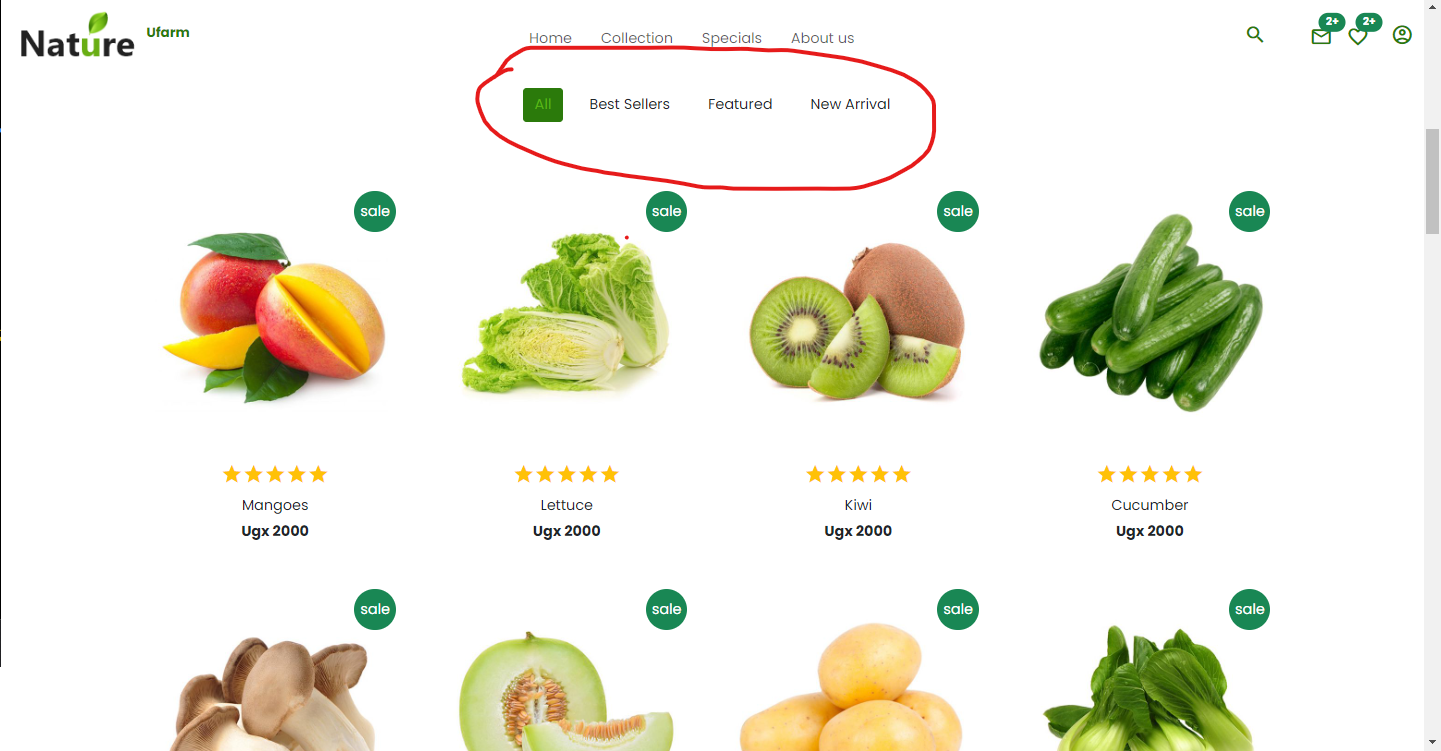 Nature Ufarm
Home Collection Specials About us
2+ 2+
All Best Sellers Featured New Arrival
sale sale sale sale
Mangoes Lettuce Kiwi Cucumber
Ugx 2000 Ugx 2000 Ugx 2000 Ugx 2000
sale sale sale sale